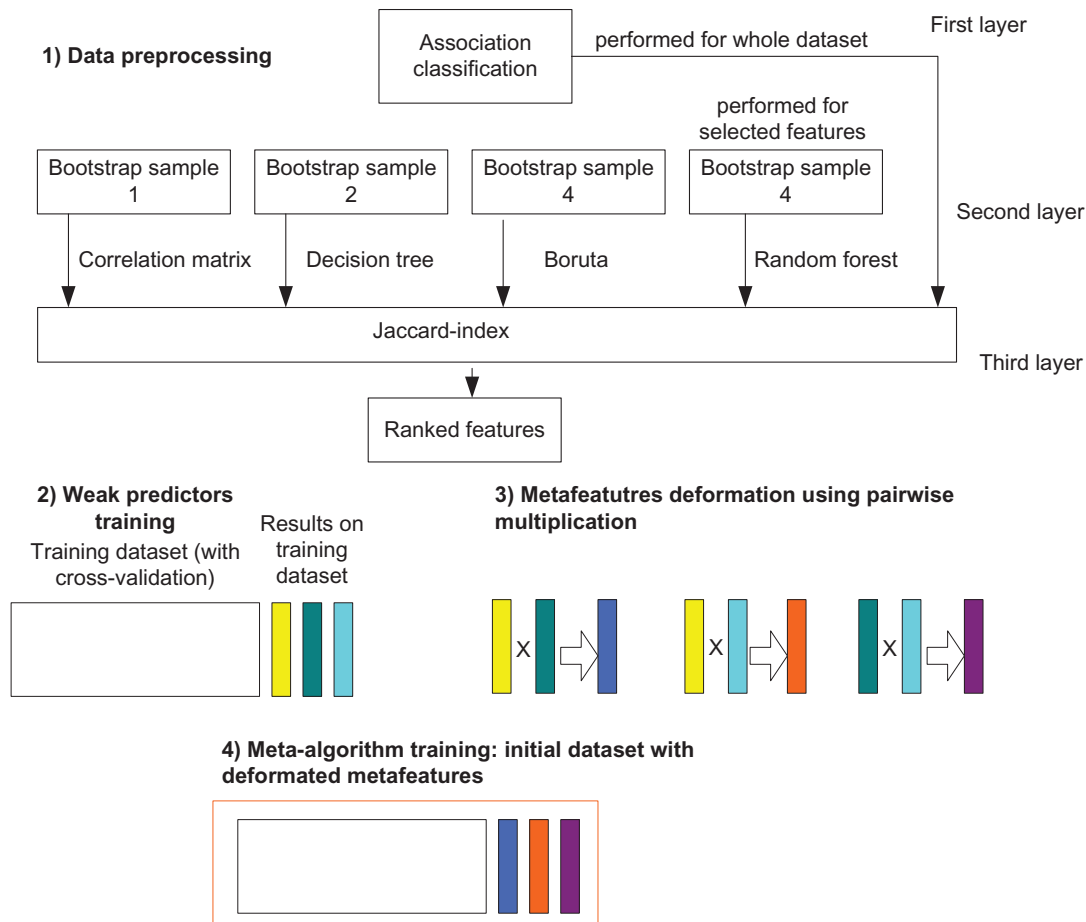 First layer
1) Data preprocessing
Association
classification
performed for whole dataset
performed for
selected features
Bootstrap sample
1
Bootstrap sample
2
Bootstrap sample
4
Bootstrap sample
4
Second layer
Correlation matrix
Decision tree
Boruta
Random forest
Jaccard-index
Third layer
Ranked features
2) Weak predictors
training
Training dataset (with
cross-validation)
Results on
training
dataset
3) Metafeatutres deformation using pairwise
multiplication
X
X
X
4) Meta-algorithm training: initial dataset with
deformated metafeatures